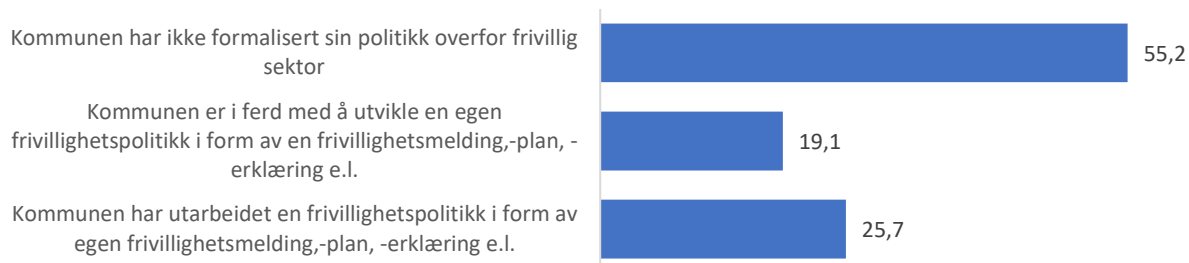 Kommunen har ikke formalisert sin politikk overfor frivillig
sektor
55,2
Kommunen er i ferd med å utvikle en egen
frivillighetspolitikk i form av en frivillighetsmelding,-plan, -
erklæring e.l.
19,1
Kommunen har utarbeidet en frivillighetspolitikk i form av
egen frivillighetsmelding,-plan, -erklæring e.l.
25,7